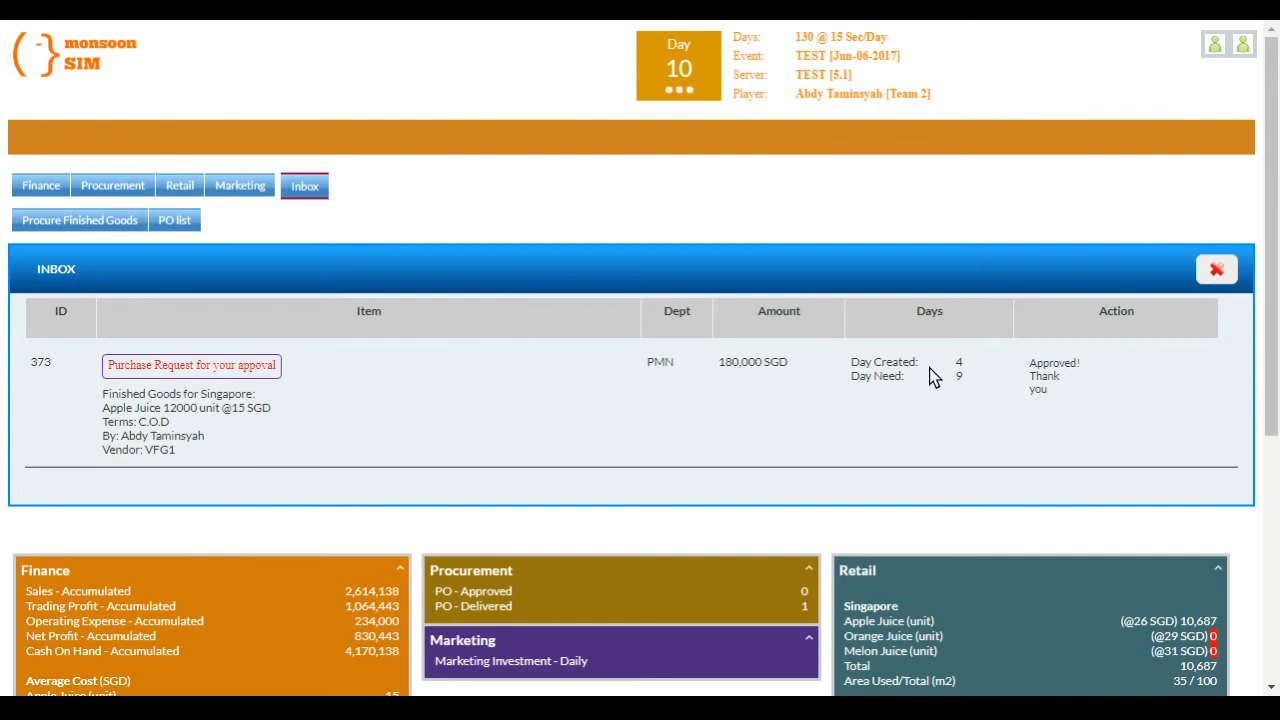 monsoon
SIM
Day
10
Days: 130 @ 15 Sec/Day
Event: TEST [Jun-06-2017]
Server: TEST [5.1]
Player: Abdy Taminsyah [Team 2]
Finance Procurement Retail Marketing Inbox
Procure Finished Goods PO list
INBOX
ID Item Dept Amount Days Action
373 Purchase Request for your appoval PMN 180,000 SGD Day Created: 4 Approved!
Day Need: 9 Thank
you
Finished Goods for Singapore:
Apple Juice 12000 unit @15 SGD
Terms: C.O.D
By: Abdy Taminsyah
Vendor: VFG1
Finance
Sales - Accumulated 2,614,138
Trading Profit - Accumulated 1,064,443
Operating Expense - Accumulated 234,000
Net Profit - Accumulated 830,443
Cash On Hand - Accumulated 4,170,138
Average Cost (SGD)
Apple Juice (unit) 15
Procurement
PO - Approved 0
PO - Delivered 1
Marketing
Marketing Investment - Daily
Retail
Singapore
Apple Juice (unit) (@26 SGD) 10,687
Orange Juice (unit) (@29 SGD) 0
Melon Juice (unit) (@31 SGD) 0
Total 10,687
Area Used/Total (m2) 35 / 100